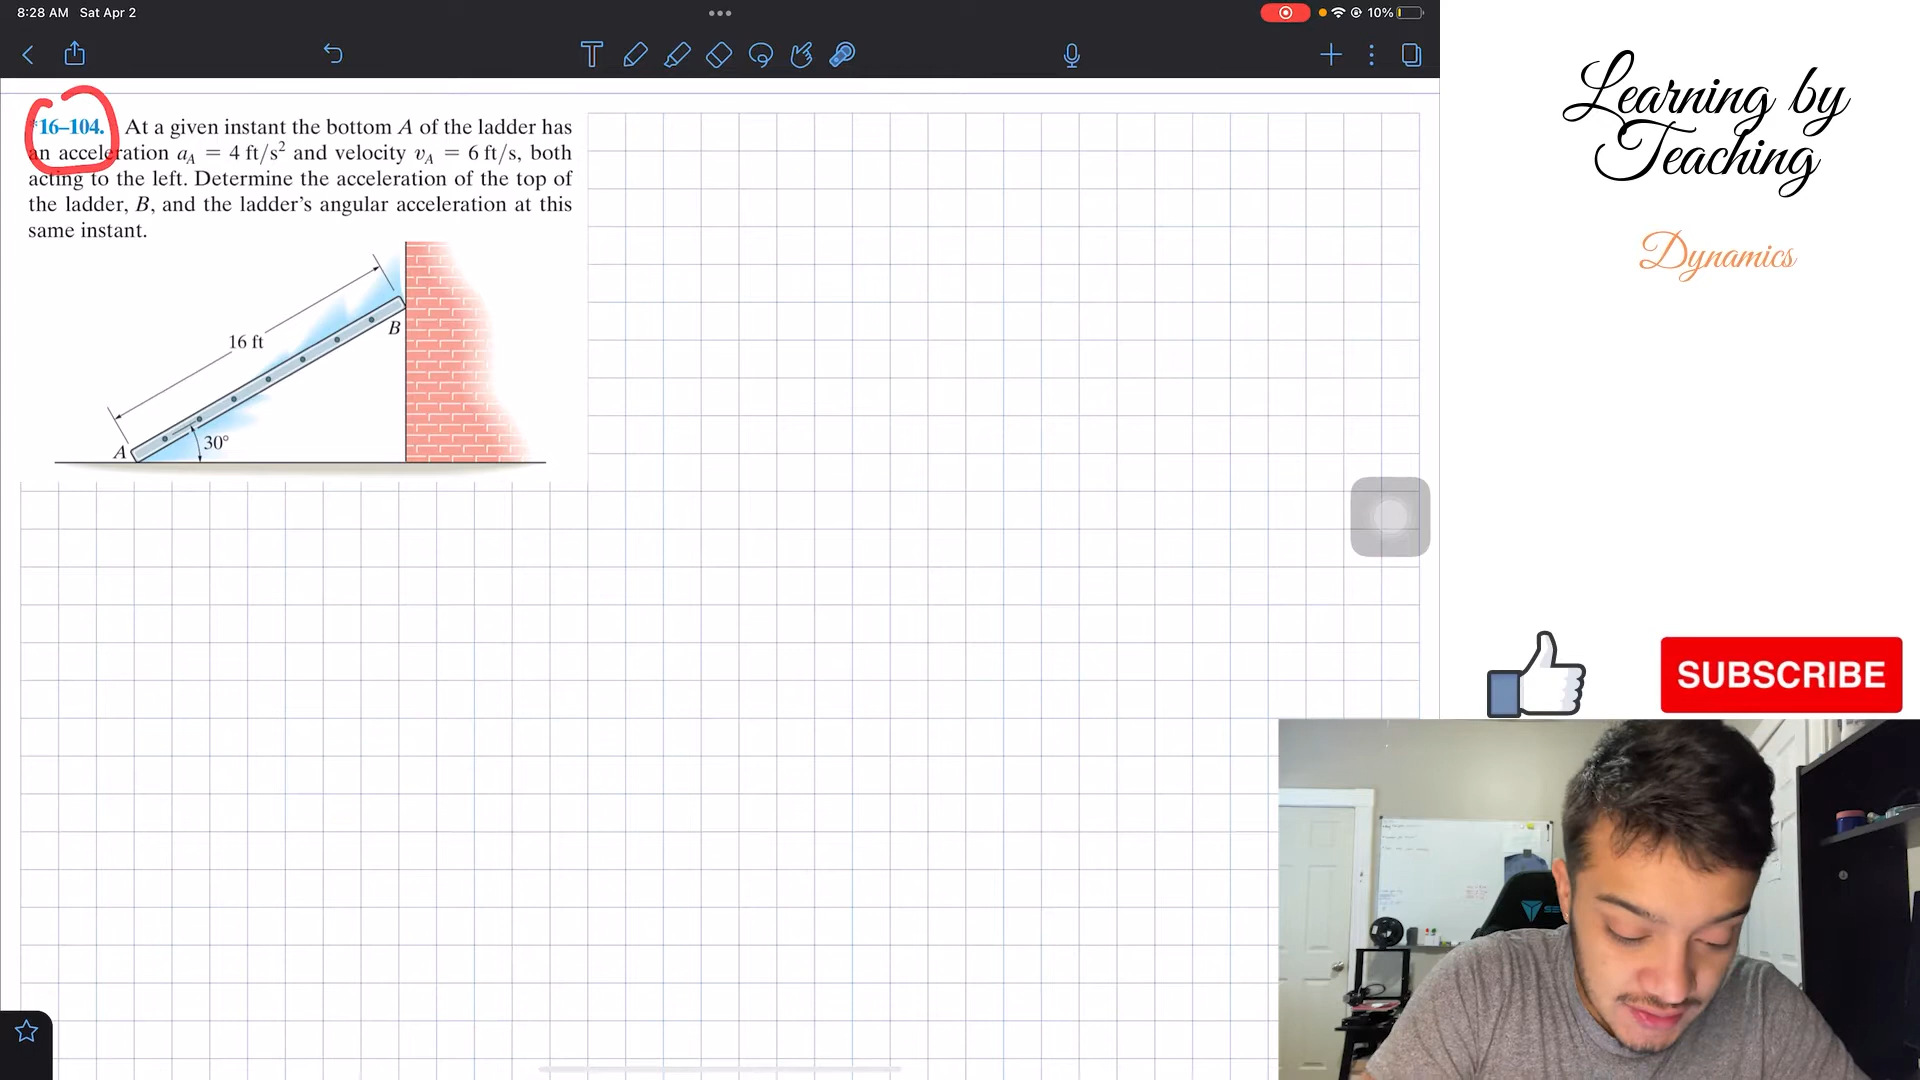 8:28 AM Sat Apr 2
10%
*16–104. At a given instant the bottom A of the ladder has
an acceleration aA = 4 ft/s² and velocity vA = 6 ft/s, both
acting to the left. Determine the acceleration of the top of
the ladder, B, and the ladder's angular acceleration at this
same instant.
16 ft
B
A
30°
Learning by
Teaching
Dynamics
SUBSCRIBE